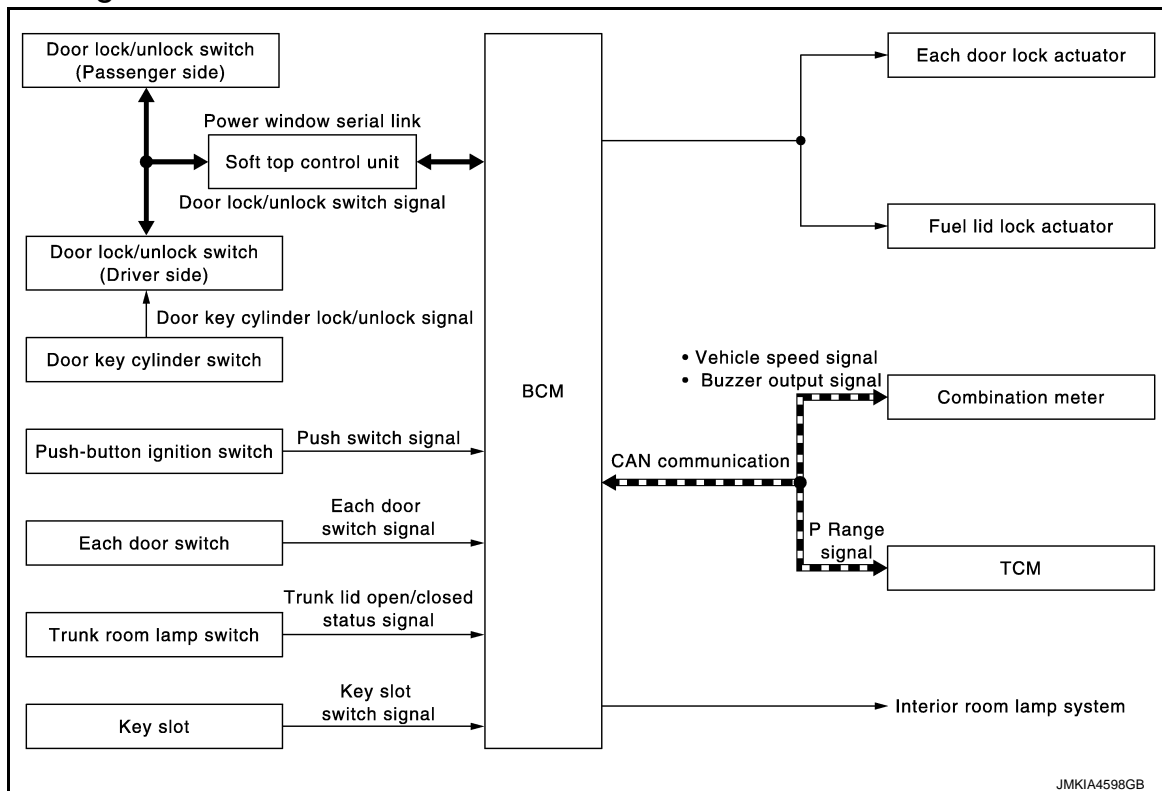 Door lock/unlock switch
(Passenger side)
Power window serial link
Soft top control unit
Door lock/unlock switch signal
Door lock/unlock switch
(Driver side)
Door key cylinder lock/unlock signal
Door key cylinder switch
Push-button ignition switch
Push switch signal
Each door switch
Each door
switch signal
Trunk room lamp switch
Trunk lid open/closed
status signal
Key slot
Key slot
switch signal
BCM
Each door lock actuator
Fuel lid lock actuator
• Vehicle speed signal
• Buzzer output signal
Combination meter
CAN communication
P Range
signal
TCM
Interior room lamp system
JMKIA4598GB